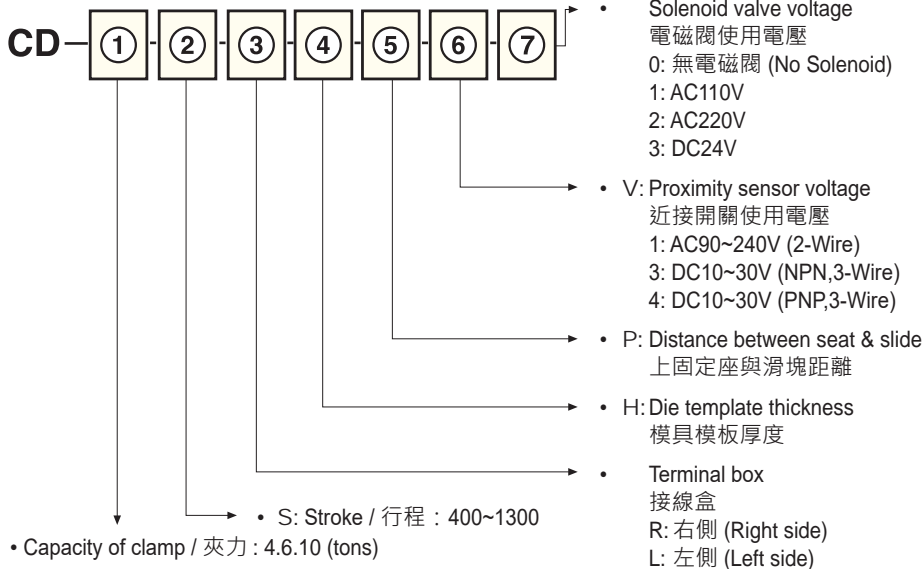 • Solenoid valve voltage
電磁閥使用電壓
0: 無電磁閥 (No Solenoid)
1: AC110V
2: AC220V
3: DC24V
CD-①-②-③-④-⑤-⑥-⑦
• V: Proximity sensor voltage
近接開關使用電壓
1: AC90~240V (2-Wire)
3: DC10~30V (NPN,3-Wire)
4: DC10~30V (PNP,3-Wire)
• P: Distance between seat & slide
上固定座與滑塊距離
• H: Die template thickness
模具模板厚度
• Terminal box
接線盒
R: 右側 (Right side)
L: 左側 (Left side)
• S: Stroke / 行程：400~1300
• Capacity of clamp / 夾力 : 4.6.10 (tons)